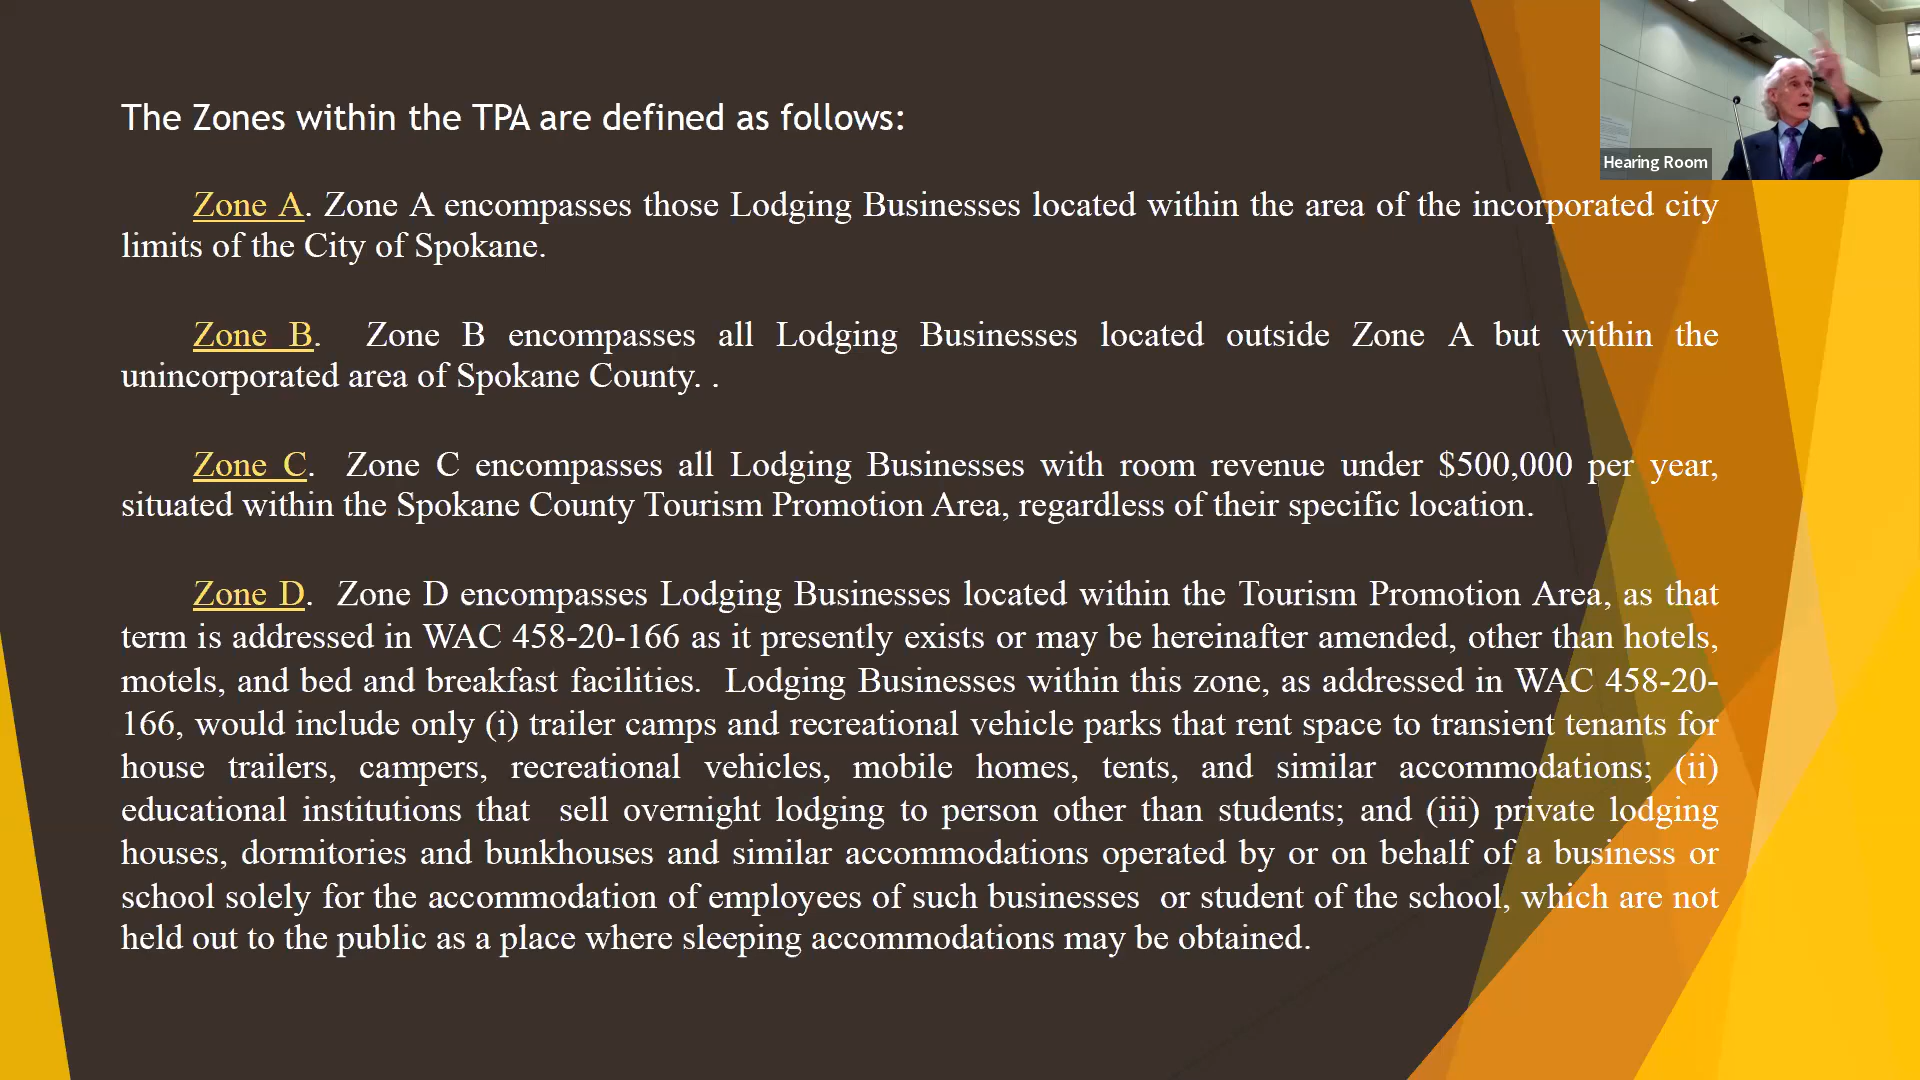 The Zones within the TPA are defined as follows:
Hearing Room
Zone A. Zone A encompasses those Lodging Businesses located within the area of the incorporated city
limits of the City of Spokane.
Zone B. Zone B encompasses all Lodging Businesses located outside Zone A but within the
unincorporated area of Spokane County. .
Zone C. Zone C encompasses all Lodging Businesses with room revenue under $500,000 per year,
situated within the Spokane County Tourism Promotion Area, regardless of their specific location.
Zone D. Zone D encompasses Lodging Businesses located within the Tourism Promotion Area, as that
term is addressed in WAC 458-20-166 as it presently exists or may be hereinafter amended, other than hotels,
motels, and bed and breakfast facilities. Lodging Businesses within this zone, as addressed in WAC 458-20-
166, would include only (i) trailer camps and recreational vehicle parks that rent space to transient tenants for
house trailers, campers, recreational vehicles, mobile homes, tents, and similar accommodations; (ii)
educational institutions that sell overnight lodging to person other than students; and (iii) private lodging
houses, dormitories and bunkhouses and similar accommodations operated by or on behalf of a business or
school solely for the accommodation of employees of such businesses or student of the school, which are not
held out to the public as a place where sleeping accommodations may be obtained.